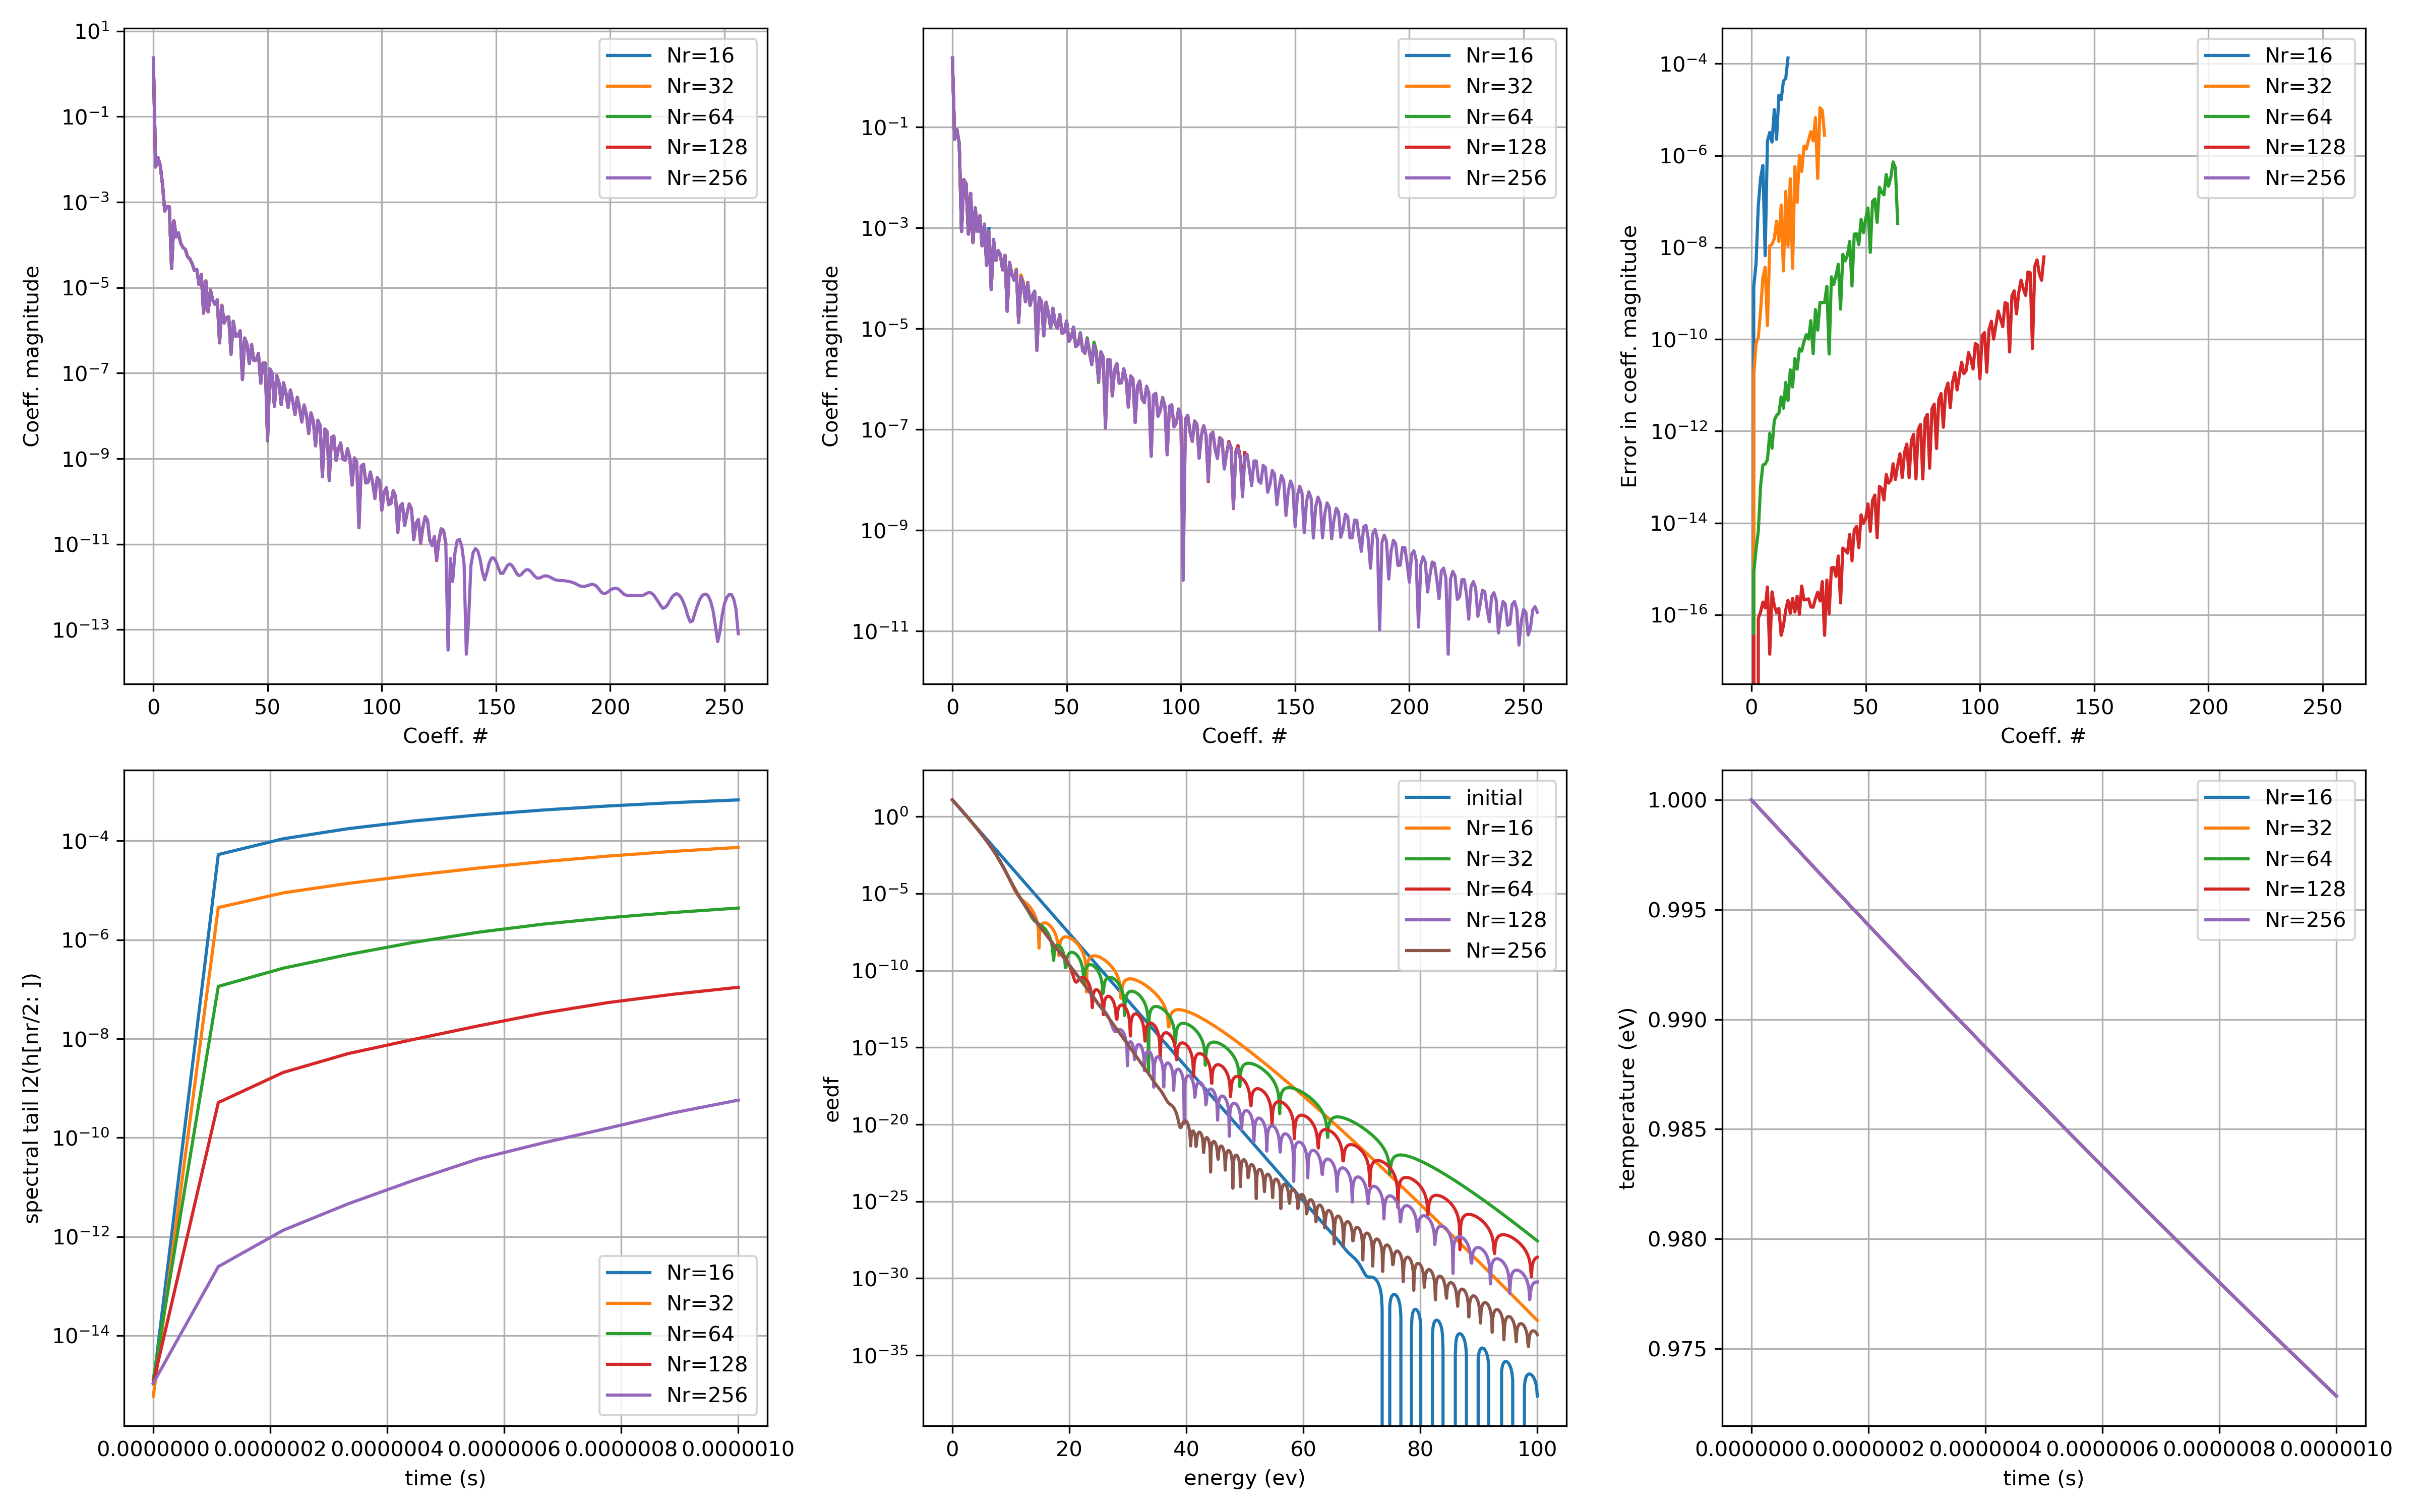 10^1
10^-1
10^-3
10^-5
10^-7
10^-9
10^-11
10^-13
Coeff. magnitude
0 50 100 150 200 250
Coeff. #
Nr=16
Nr=32
Nr=64
Nr=128
Nr=256
10^-1
10^-3
10^-5
10^-7
10^-9
10^-11
Coeff. magnitude
0 50 100 150 200 250
Coeff. #
Nr=16
Nr=32
Nr=64
Nr=128
Nr=256
10^-4
10^-6
10^-8
10^-10
10^-12
10^-14
10^-16
Error in coeff. magnitude
0 50 100 150 200 250
Coeff. #
Nr=16
Nr=32
Nr=64
Nr=128
Nr=256
10^-4
10^-6
10^-8
10^-10
10^-12
10^-14
spectral tail l2(h[nr/2: ])
0.0000000 0.0000002 0.0000004 0.0000006 0.0000008 0.0000010
time (s)
Nr=16
Nr=32
Nr=64
Nr=128
Nr=256
10^0
10^-5
10^-10
10^-15
10^-20
10^-25
10^-30
10^-35
eedf
0 20 40 60 80 100
energy (ev)
initial
Nr=16
Nr=32
Nr=64
Nr=128
Nr=256
1.000
0.995
0.990
0.985
0.980
0.975
temperature (eV)
0.0000000 0.0000002 0.0000004 0.0000006 0.0000008 0.0000010
time (s)
Nr=16
Nr=32
Nr=64
Nr=128
Nr=256